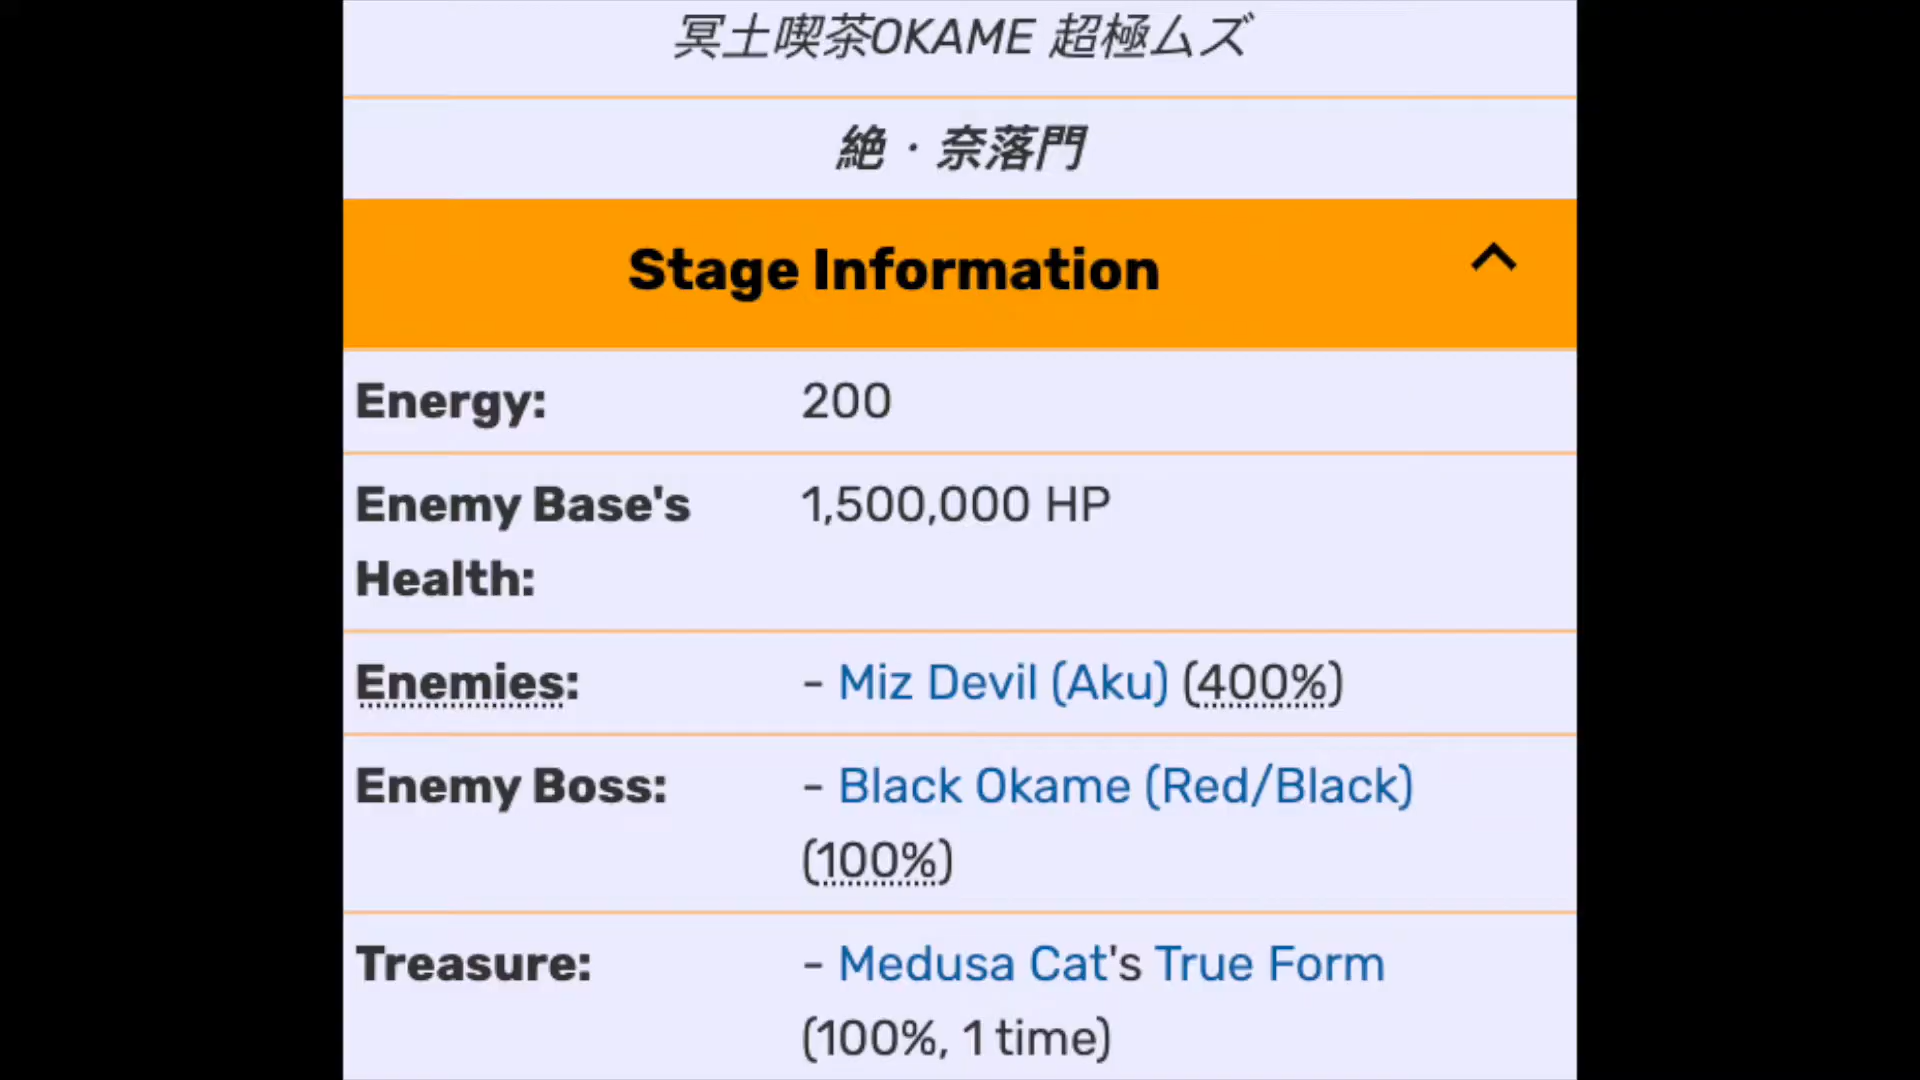 冥土喫茶OKAME 超極ムズ
絶・奈落門
Stage Information
Energy: 200
Enemy Base's 1,500,000 HP
Health:
Enemies: - Miz Devil (Aku) (400%)
Enemy Boss: - Black Okame (Red/Black)
(100%)
Treasure: - Medusa Cat's True Form
(100%, 1 time)